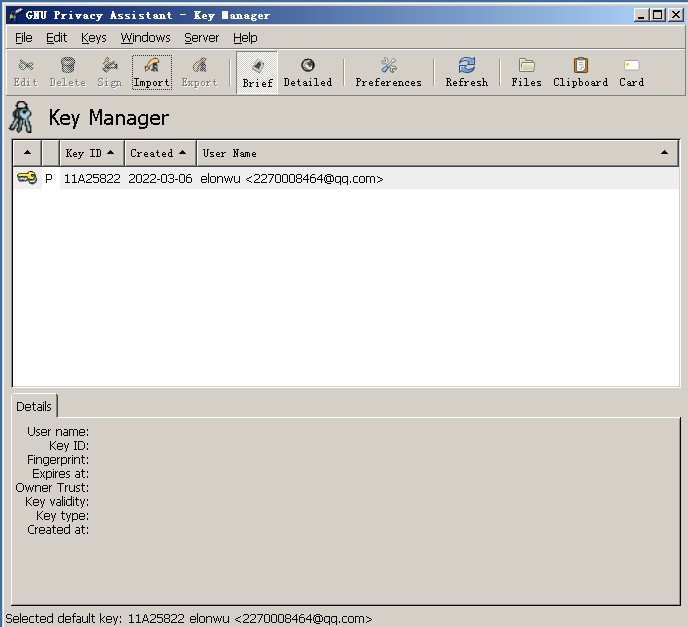 GNU Privacy Assistant - Key Manager
File Edit Keys Windows Server Help
Edit Delete Sign Import Export Brief Detailed Preferences Refresh Files Clipboard Card
Key Manager
Key ID Created User Name
P 11A25822 2022-03-06 elonwu <2270008464@qq.com>
Details
User name:
Key ID:
Fingerprint:
Expires at:
Owner Trust:
Key validity:
Key type:
Created at:
Selected default key: 11A25822 elonwu <2270008464@qq.com>